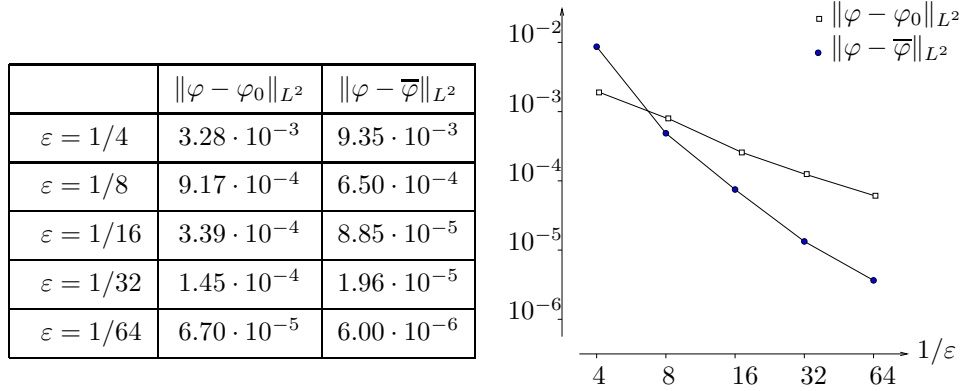 ‖φ − φ₀‖_{L²} ‖φ − φ̅‖_{L²}
ε = 1/4 3.28 · 10⁻³ 9.35 · 10⁻³
ε = 1/8 9.17 · 10⁻⁴ 6.50 · 10⁻⁴
ε = 1/16 3.39 · 10⁻⁴ 8.85 · 10⁻⁵
ε = 1/32 1.45 · 10⁻⁴ 1.96 · 10⁻⁵
ε = 1/64 6.70 · 10⁻⁵ 6.00 · 10⁻⁶
‖φ − φ₀‖_{L²}
‖φ − φ̅‖_{L²}
10⁻²
10⁻³
10⁻⁴
10⁻⁵
10⁻⁶
4 8 16 32 64
1/ε